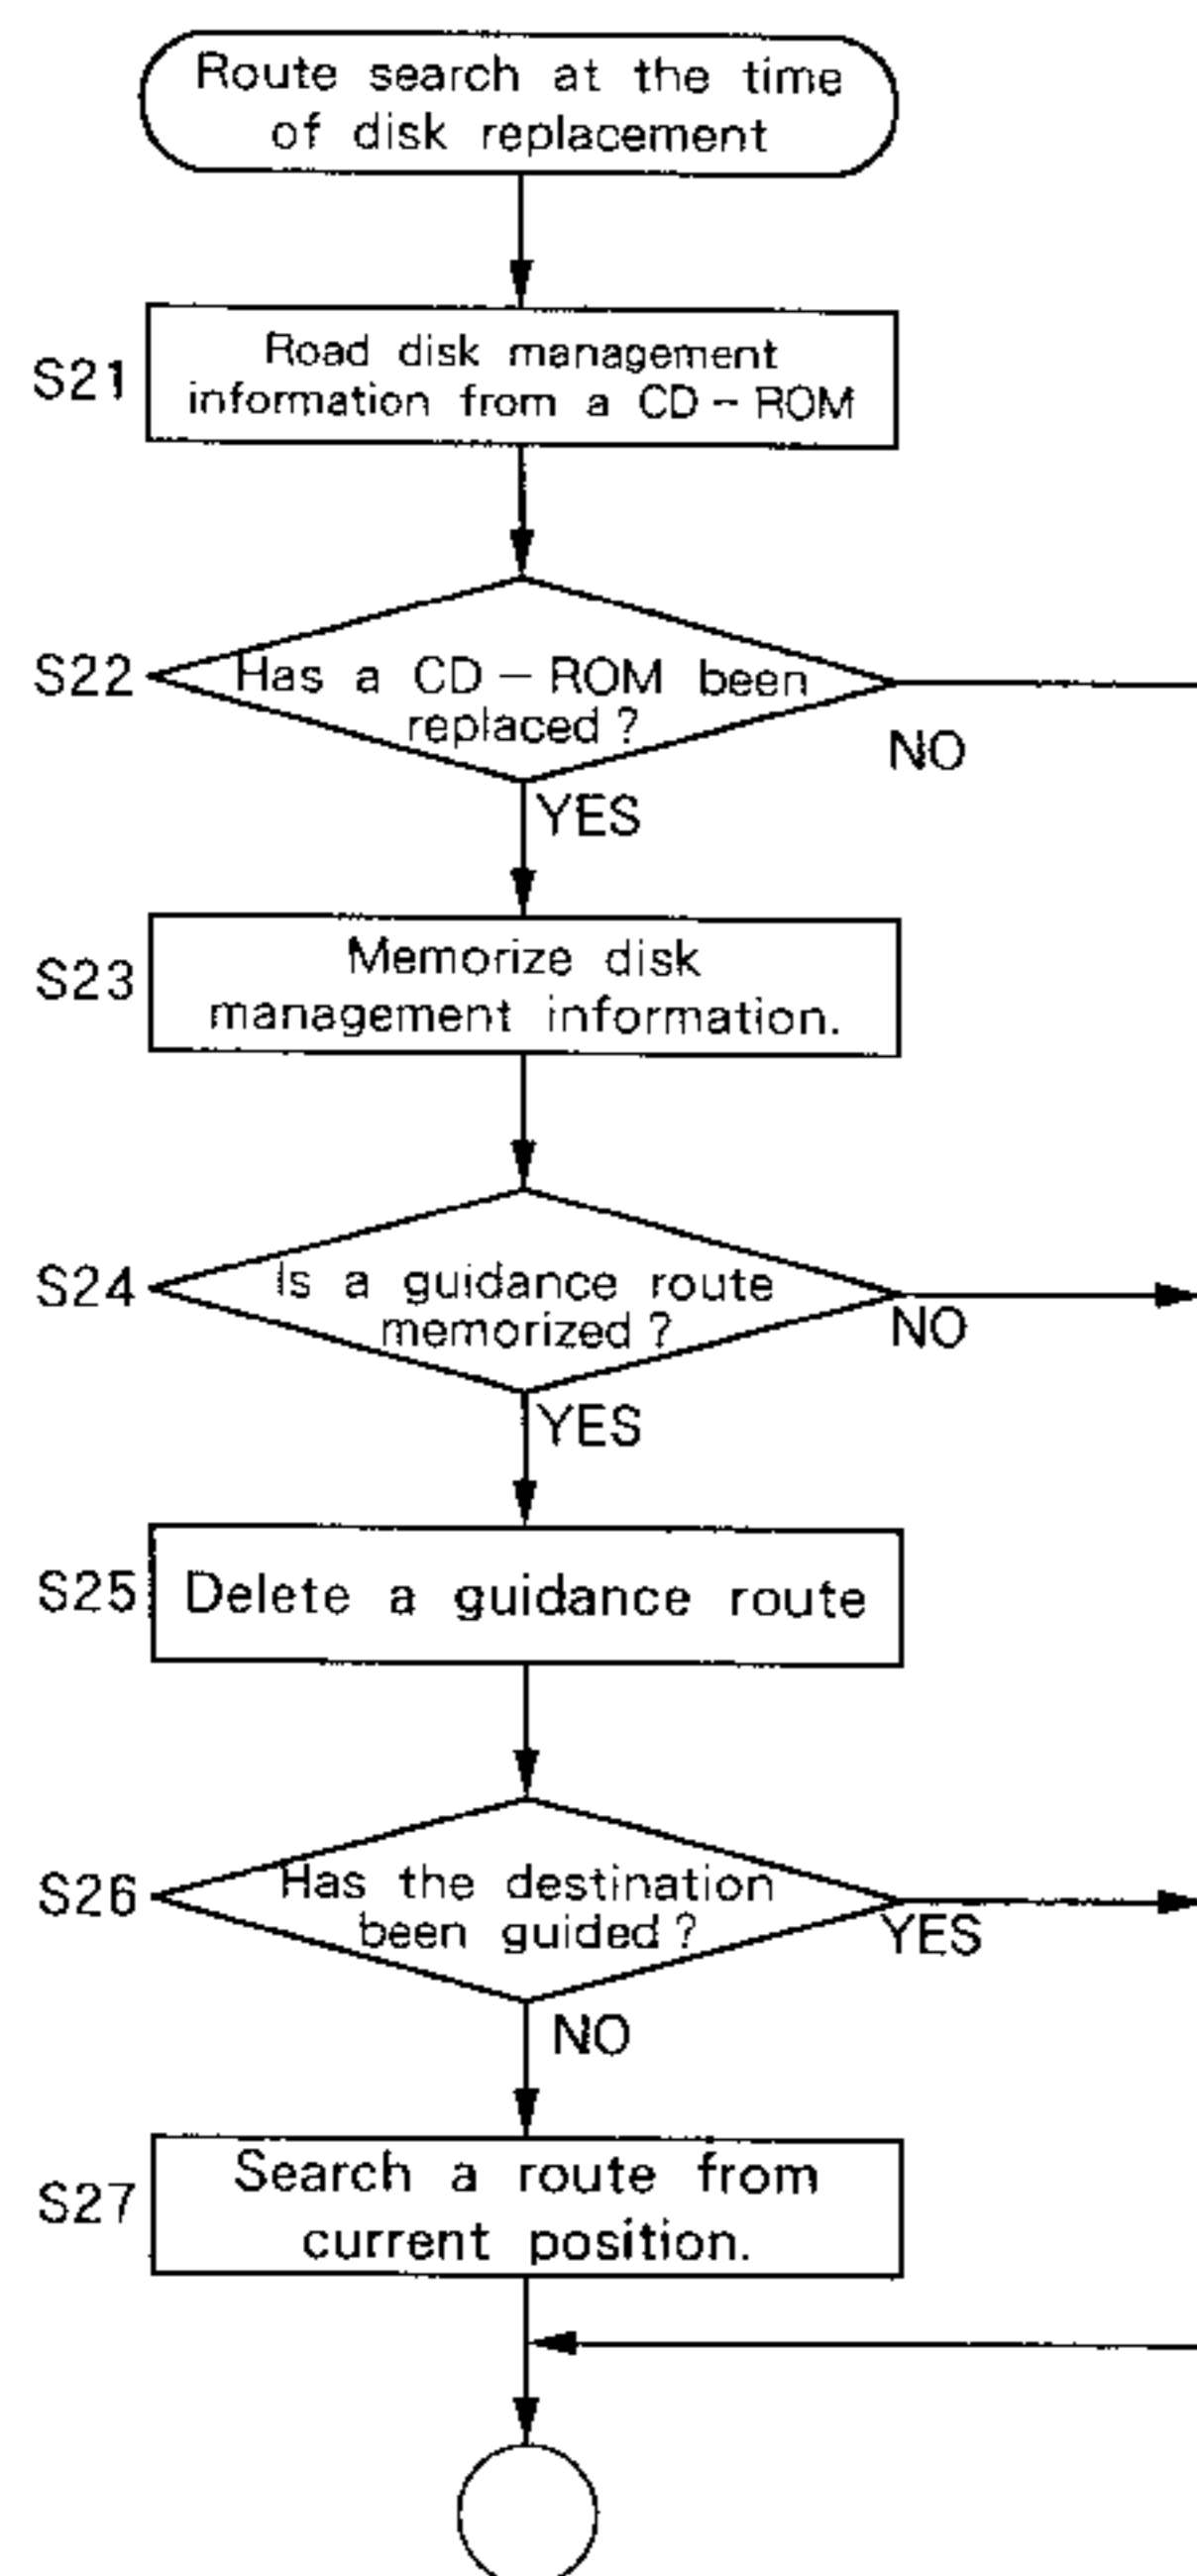 Route search at the time
of disk replacement
S21
Road disk management
information from a CD-ROM
S22
Has a CD-ROM been
replaced?
NO
YES
S23
Memorize disk
management information.
S24
Is a guidance route
memorized?
NO
YES
S25
Delete a guidance route
S26
Has the destination
been guided?
YES
NO
S27
Search a route from
current position.